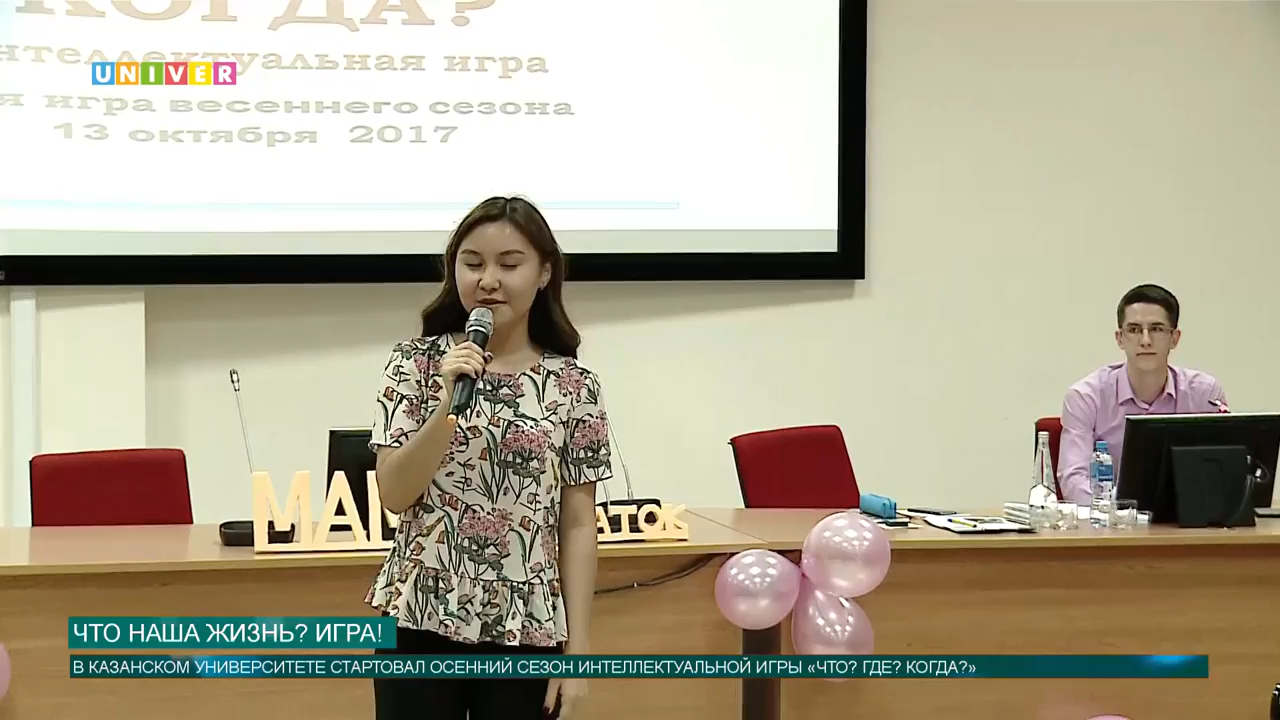 КОГДА?
нтеллектуальная игра
UNIVER
я игра весеннего сезона
13 октября 2017
ЧТО НАША ЖИЗНЬ? ИГРА!
В КАЗАНСКОМ УНИВЕРСИТЕТЕ СТАРТОВАЛ ОСЕННИЙ СЕЗОН ИНТЕЛЛЕКТУАЛЬНОЙ ИГРЫ «ЧТО? ГДЕ? КОГДА?»